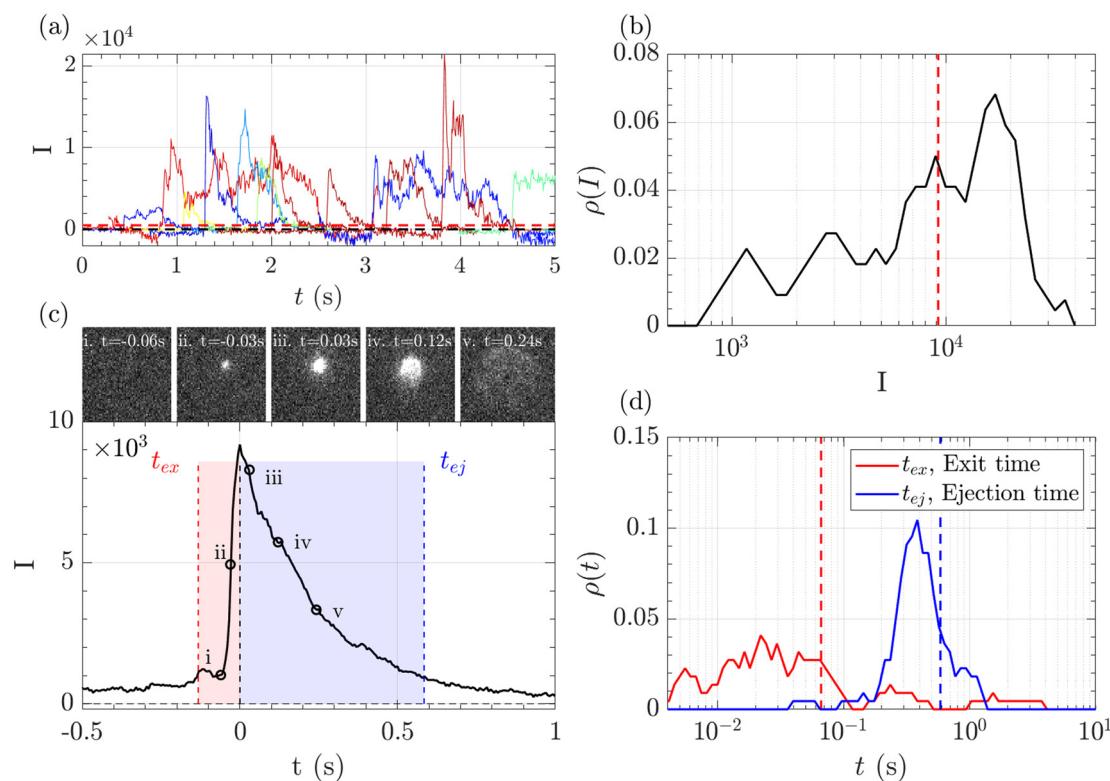 (a)
×10⁴
2
1
0
I
0 1 2 3 4 5
t (s)
(b)
0.08
0.06
0.04
0.02
0
ρ(I)
10³ 10⁴
I
(c)
i. t=-0.06s ii. t=-0.03s iii. t=0.03s iv. t=0.12s v. t=0.24s
10
×10³
t_ex t_ej
iii
ii iv
5
v
i
0
I
-0.5 0 0.5 1
t (s)
(d)
0.15
t_ex, Exit time
t_ej, Ejection time
0.1
0.05
0
ρ(t)
10⁻² 10⁻¹ 10⁰ 10¹
t (s)